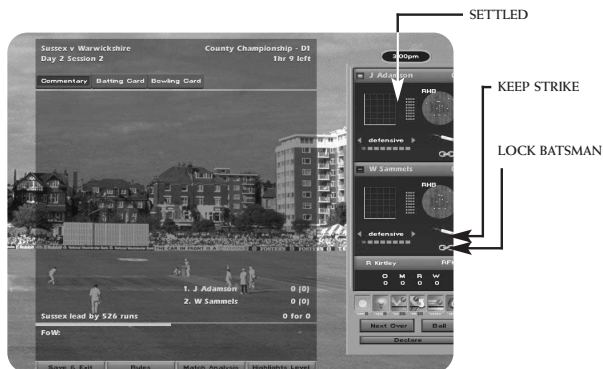 SETTLED
KEEP STRIKE
LOCK BATSMAN
Sussex v Warwickshire
County Championship - D1
Day 2 Session 2
1hr 9 left
Commentary
Batting Card
Bowling Card
3:00pm
J Adamson
RHB
defensive
W Sammels
RHB
defensive
R Kirtley
O M R W
0 0 0 0
1. J Adamson 0 (0)
2. W Sammels 0 (0)
Sussex lead by 526 runs 0 for 0
FoW:
Next Over
Ball
Declare
Save & Exit
Rules
Match Analysis
Highlights Level